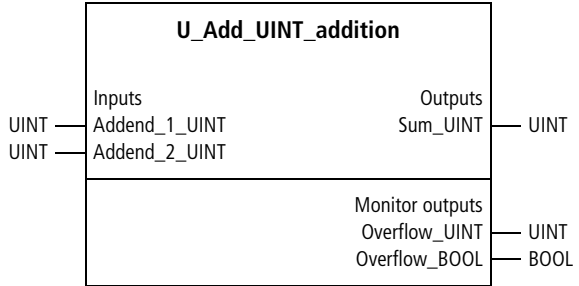 U_Add_UINT_addition
Inputs Outputs
UINT Addend_1_UINT Sum_UINT UINT
UINT Addend_2_UINT
Monitor outputs
Overflow_UINT UINT
Overflow_BOOL BOOL